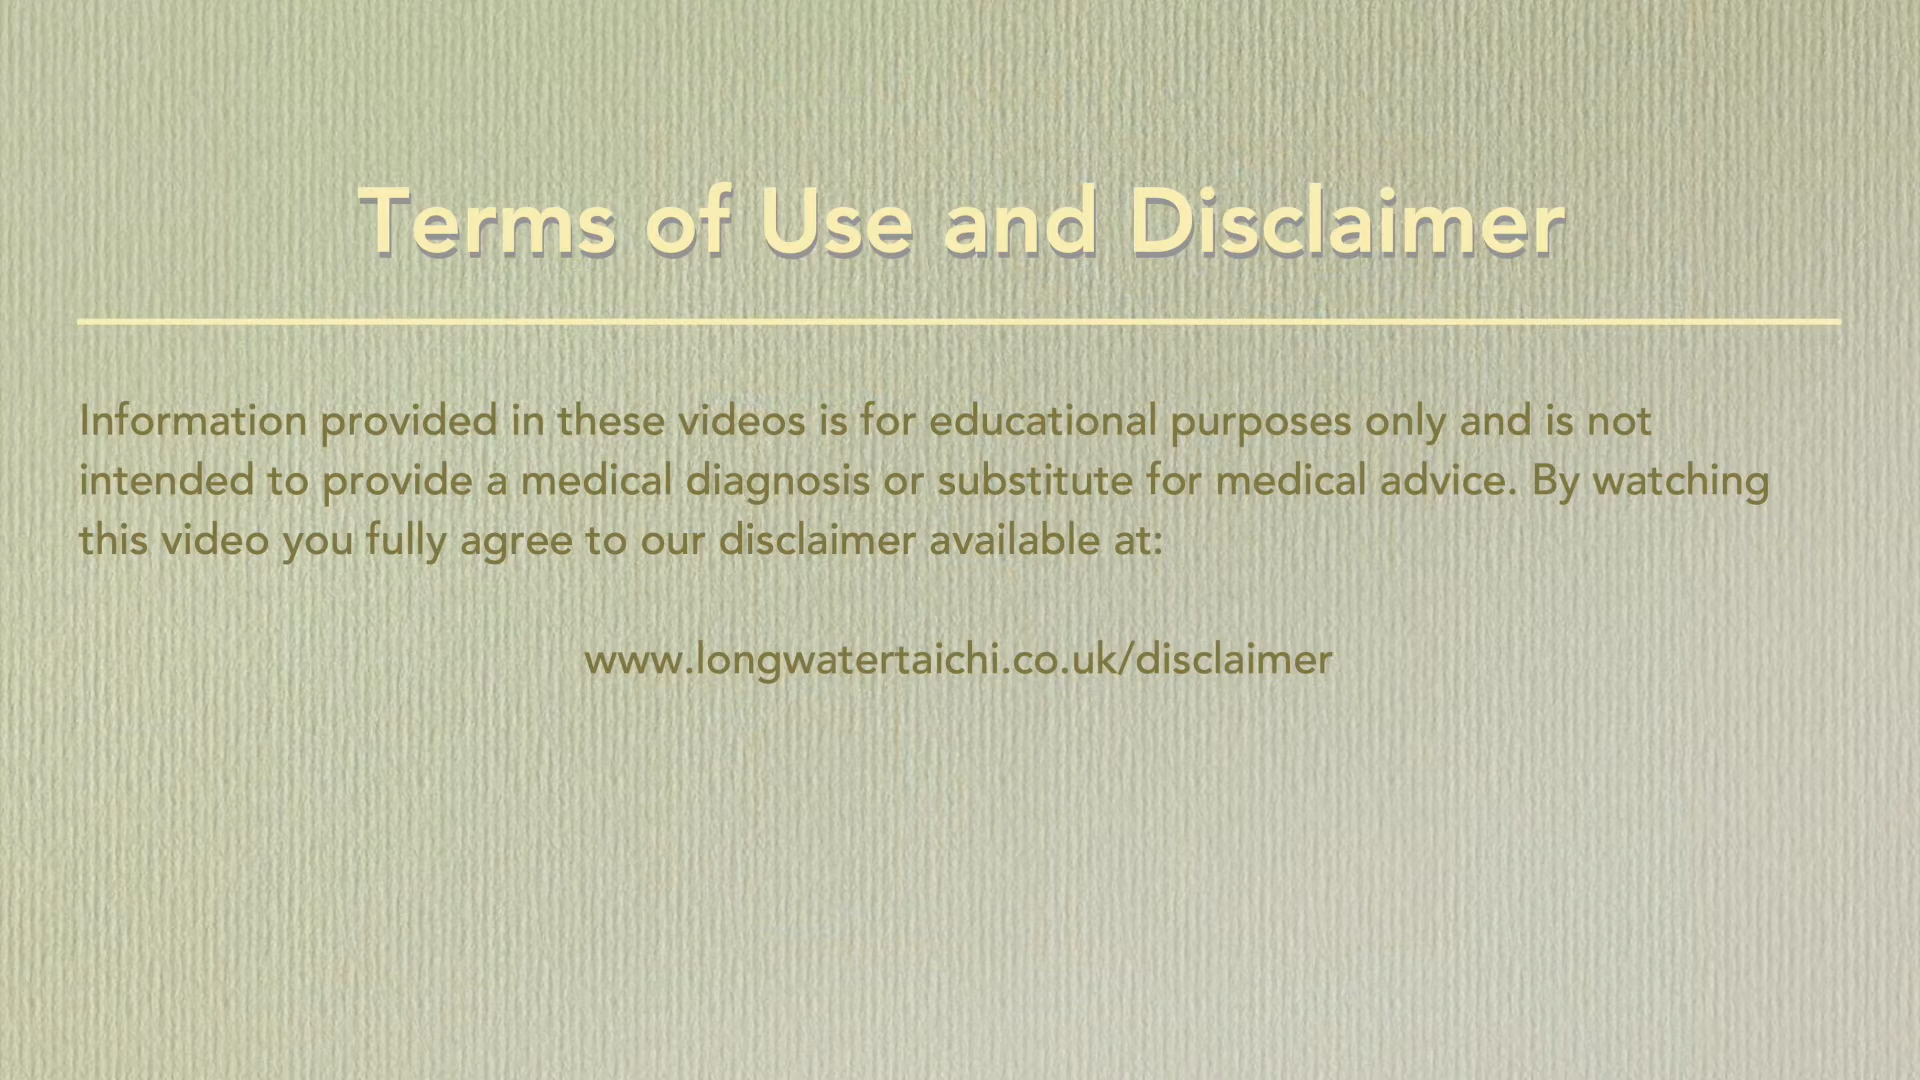 Terms of Use and Disclaimer
Information provided in these videos is for educational purposes only and is not
intended to provide a medical diagnosis or substitute for medical advice. By watching
this video you fully agree to our disclaimer available at:
www.longwatertaichi.co.uk/disclaimer